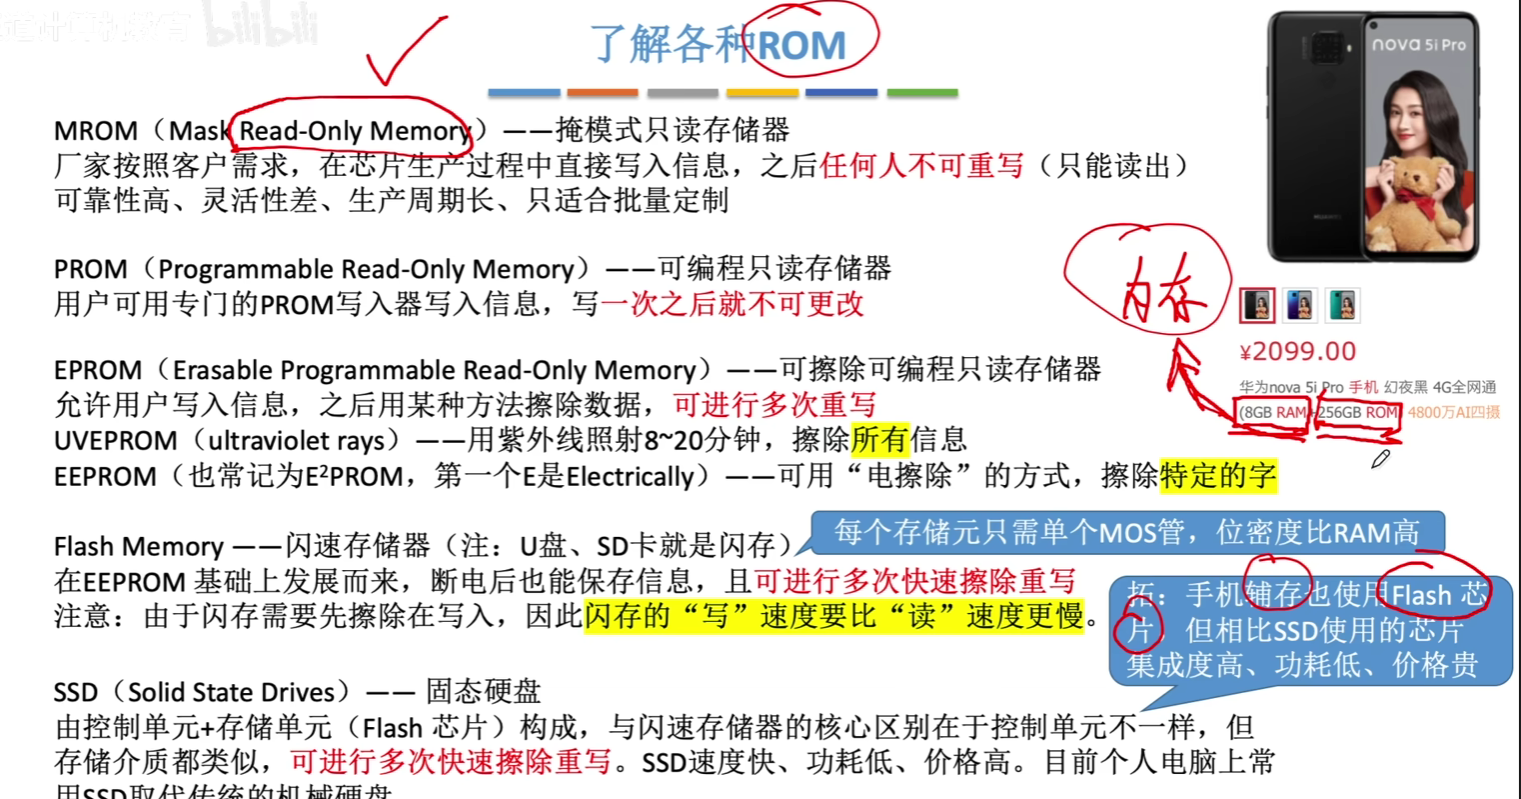 bilibili
了解各种ROM
MROM（Mask Read-Only Memory）——掩模式只读存储器
厂家按照客户需求，在芯片生产过程中直接写入信息，之后任何人不可重写（只能读出）
可靠性高、灵活性差、生产周期长、只适合批量定制
PROM（Programmable Read-Only Memory）——可编程只读存储器
用户可用专门的PROM写入器写入信息，写一次之后就不可更改
EPROM（Erasable Programmable Read-Only Memory）——可擦除可编程只读存储器
允许用户写入信息，之后用某种方法擦除数据，可进行多次重写
UVEPROM（ultraviolet rays）——用紫外线照射8~20分钟，擦除所有信息
EEPROM（也常记为E²PROM，第一个E是Electrically）——可用“电擦除”的方式，擦除特定的字
Flash Memory ——闪速存储器（注：U盘、SD卡就是闪存）
在EEPROM 基础上发展而来，断电后也能保存信息，且可进行多次快速擦除重写
注意：由于闪存需要先擦除在写入，因此闪存的“写”速度要比“读”速度更慢。
每个存储元只需单个MOS管，位密度比RAM高
拓：手机辅存也使用Flash 芯
片，但相比SSD使用的芯片
集成度高、功耗低、价格贵
SSD（Solid State Drives）—— 固态硬盘
由控制单元+存储单元（Flash 芯片）构成，与闪速存储器的核心区别在于控制单元不一样，但
存储介质都类似，可进行多次快速擦除重写。SSD速度快、功耗低、价格高。目前个人电脑上常
用SSD取代传统的机械硬盘
内存
nova 5i Pro
HUAWEI
¥2099.00
华为nova 5i Pro 手机 幻夜黑 4G全网通
(8GB RAM+256GB ROM) 4800万AI四摄